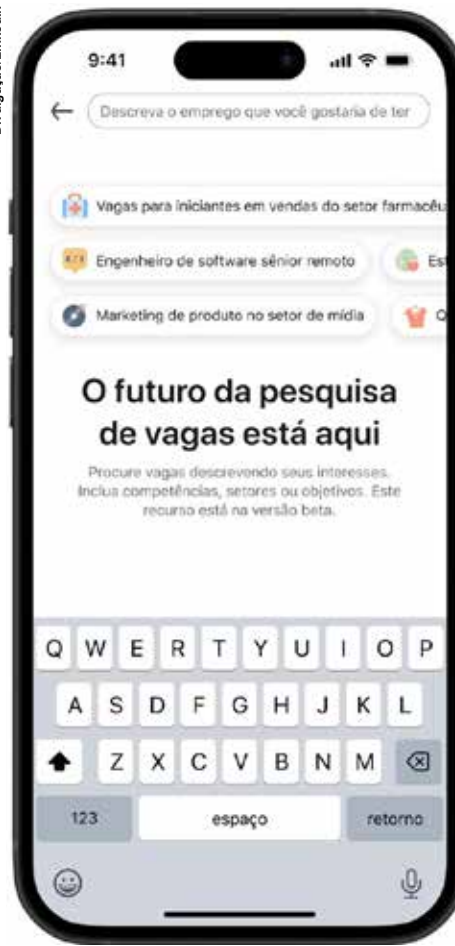 9:41
Descreva o emprego que você gostaria de ter
Vagas para iniciantes em vendas do setor farmacêu
Engenheiro de software sênior remoto
Est
Marketing de produto no setor de mídia
Q
O futuro da pesquisa
de vagas está aqui
Procure vagas descrevendo seus interesses.
Inclua competências, setores ou objetivos. Este
recurso está na versão beta.
Q W E R T Y U I O P
A S D F G H J K L
Z X C V B N M
123 espaço retorno